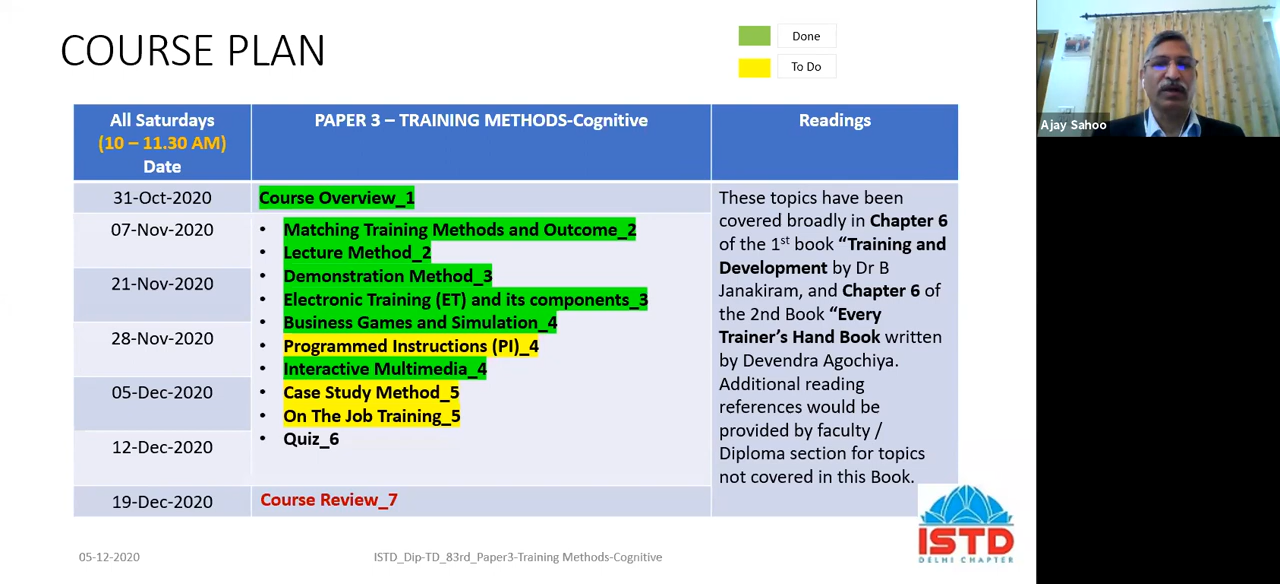 COURSE PLAN
Done
To Do
All Saturdays
(10 – 11.30 AM)
Date
PAPER 3 – TRAINING METHODS-Cognitive
Readings
31-Oct-2020
Course Overview_1
07-Nov-2020
21-Nov-2020
28-Nov-2020
05-Dec-2020
12-Dec-2020
• Matching Training Methods and Outcome_2
• Lecture Method_2
• Demonstration Method_3
• Electronic Training (ET) and its components_3
• Business Games and Simulation_4
• Programmed Instructions (PI)_4
• Interactive Multimedia_4
• Case Study Method_5
• On The Job Training_5
• Quiz_6
19-Dec-2020
Course Review_7
These topics have been
covered broadly in Chapter 6
of the 1st book “Training and
Development by Dr B
Janakiram, and Chapter 6 of
the 2nd Book “Every
Trainer’s Hand Book written
by Devendra Agochiya.
Additional reading
references would be
provided by faculty /
Diploma section for topics
not covered in this Book.
05-12-2020
ISTD_Dip-TD_83rd_Paper3-Training Methods-Cognitive
ISTD
DELHI CHAPTER
Ajay Sahoo